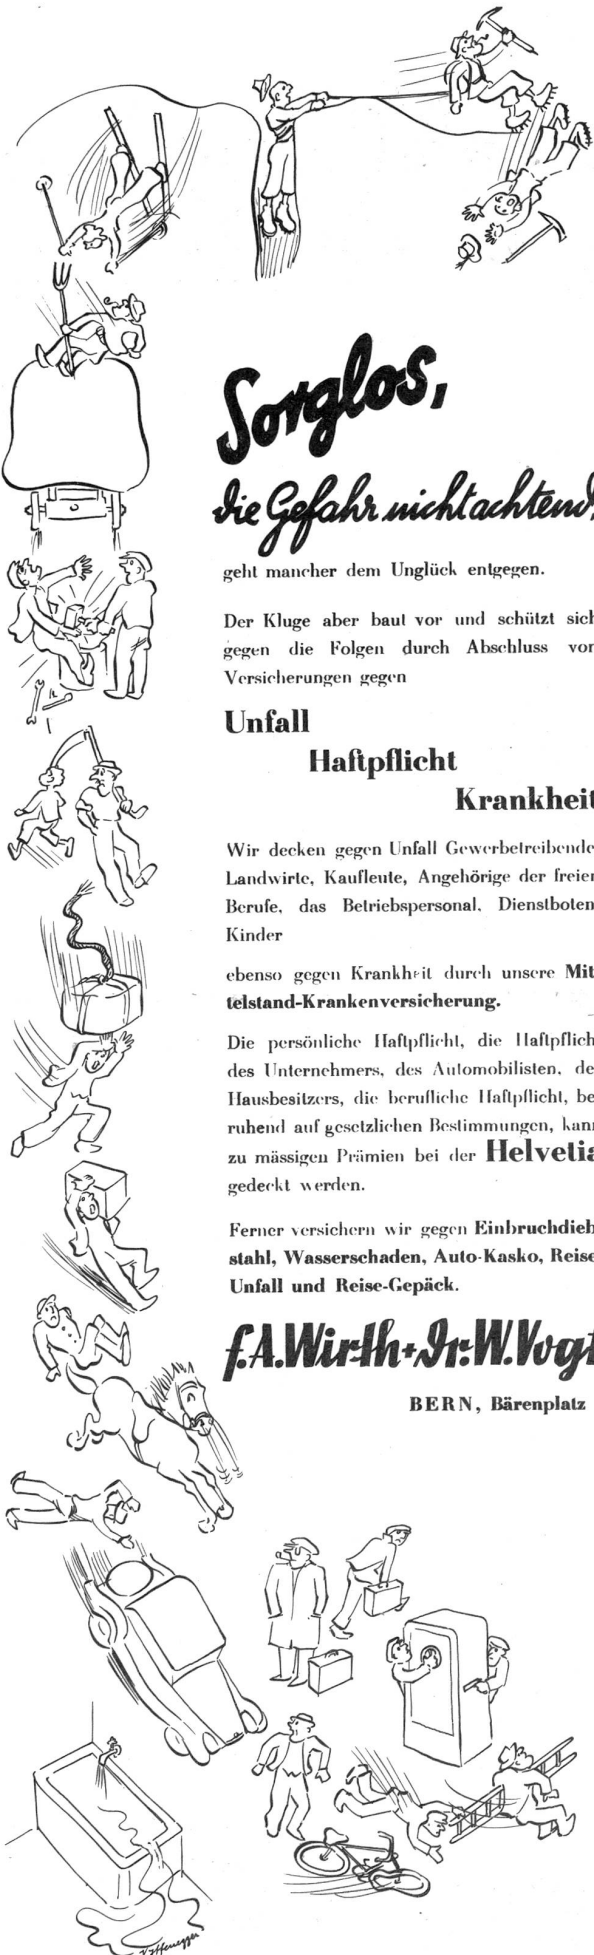 Sorglos,
die Gefahr nicht achtend,
geht mancher dem Unglück entgegen.
Der Kluge aber baut vor und schützt sich
gegen die Folgen durch Abschluss von
Versicherungen gegen
Unfall
Haftpflicht
Krankheit
Wir decken gegen Unfall Gewerbetreibende
Landwirte, Kaufleute, Angehörige der freien
Berufe, das Betriebspersonal, Dienstboten
Kinder
ebenso gegen Krankheit durch unsere Mit
telstand-Krankenversicherung.
Die persönliche Haftpflicht, die Haftpflich
des Unternehmers, des Automobilisten, de
Hausbesitzers, die berufliche Haftpflicht, be
ruhend auf gesetzlichen Bestimmungen, kann
zu mässigen Prämien bei der Helvetia
gedeckt werden.
Ferner versichern wir gegen Einbruchdieb
stahl, Wasserschaden, Auto-Kasko, Reise
Unfall und Reise-Gepäck.
f.A.Wirth+Dr.W.Vogt
BERN, Bärenplatz